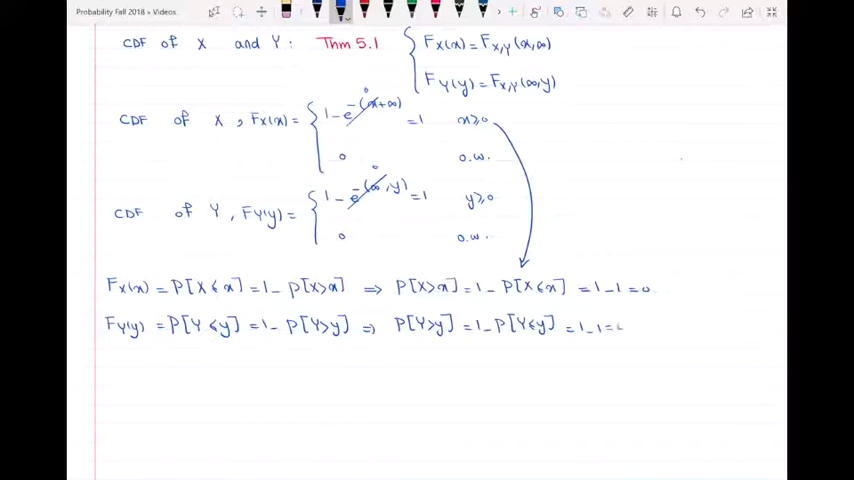 Probability Fall 2018 » Videos
CDF of X and Y : Thm 5.1 { Fx(x) = Fx,y (x,∞)
Fy(y) = Fx,y (∞,y)
CDF of X , Fx(x) = { 1 - e^-(x+∞) = 1 x≥0
0
0 o.w.
CDF of Y , Fy(y) = { 1 - e^-(∞,y) = 1 y≥0
0
0 o.w.
Fx(x) = P[X≤x] = 1 - P[X>x] ⇒ P[X>x] = 1 - P[X≤x] = 1-1=0
Fy(y) = P[Y≤y] = 1 - P[Y>y] ⇒ P[Y>y] = 1 - P[Y≤y] = 1-1=